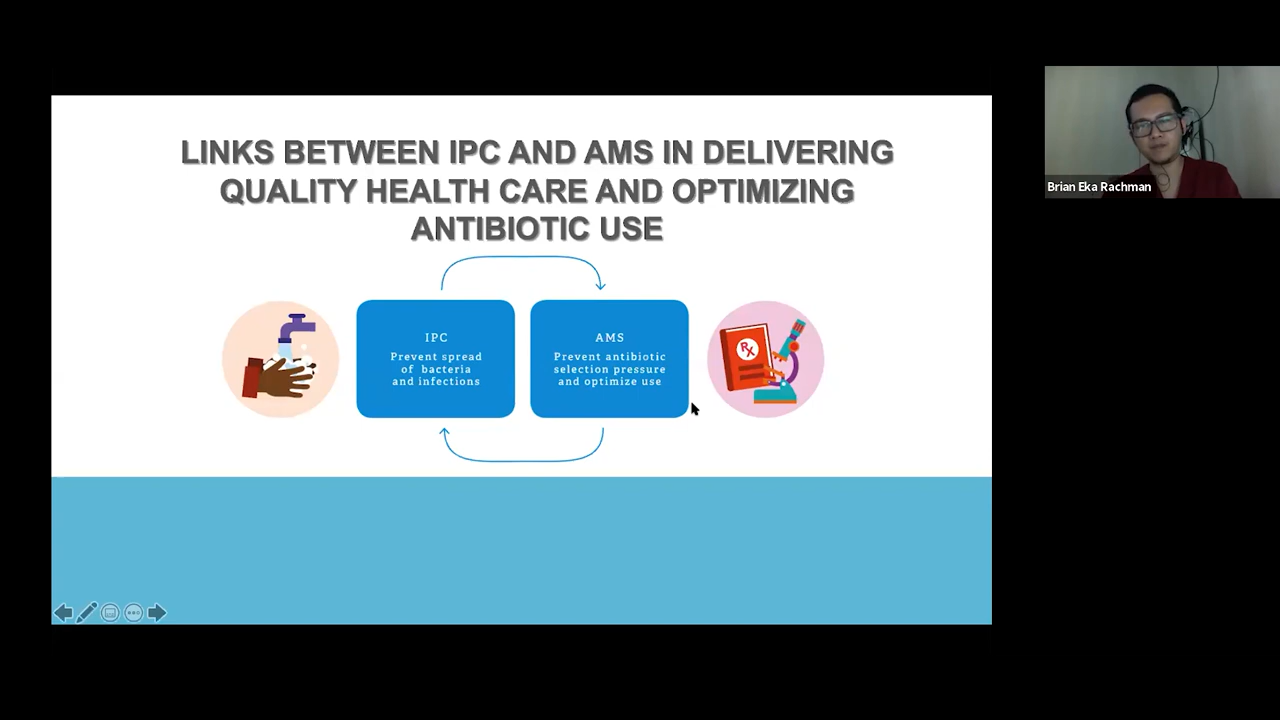 LINKS BETWEEN IPC AND AMS IN DELIVERING
QUALITY HEALTH CARE AND OPTIMIZING
ANTIBIOTIC USE
IPC
Prevent spread
of bacteria
and infections
AMS
Prevent antibiotic
selection pressure
and optimize use
Rx
Brian Eka Rachman